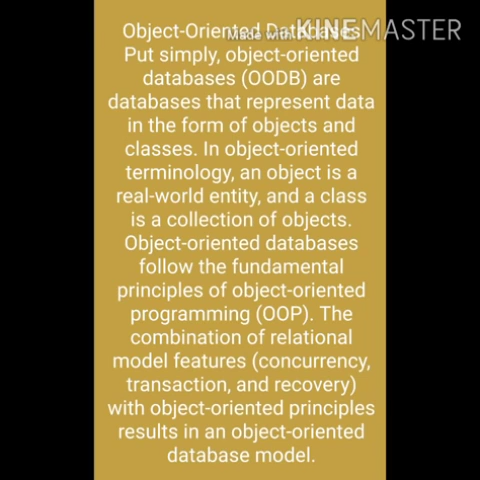 Object-Oriented Databases
Made with KINEMASTER
Put simply, object-oriented
databases (OODB) are
databases that represent data
in the form of objects and
classes. In object-oriented
terminology, an object is a
real-world entity, and a class
is a collection of objects.
Object-oriented databases
follow the fundamental
principles of object-oriented
programming (OOP). The
combination of relational
model features (concurrency,
transaction, and recovery)
with object-oriented principles
results in an object-oriented
database model.